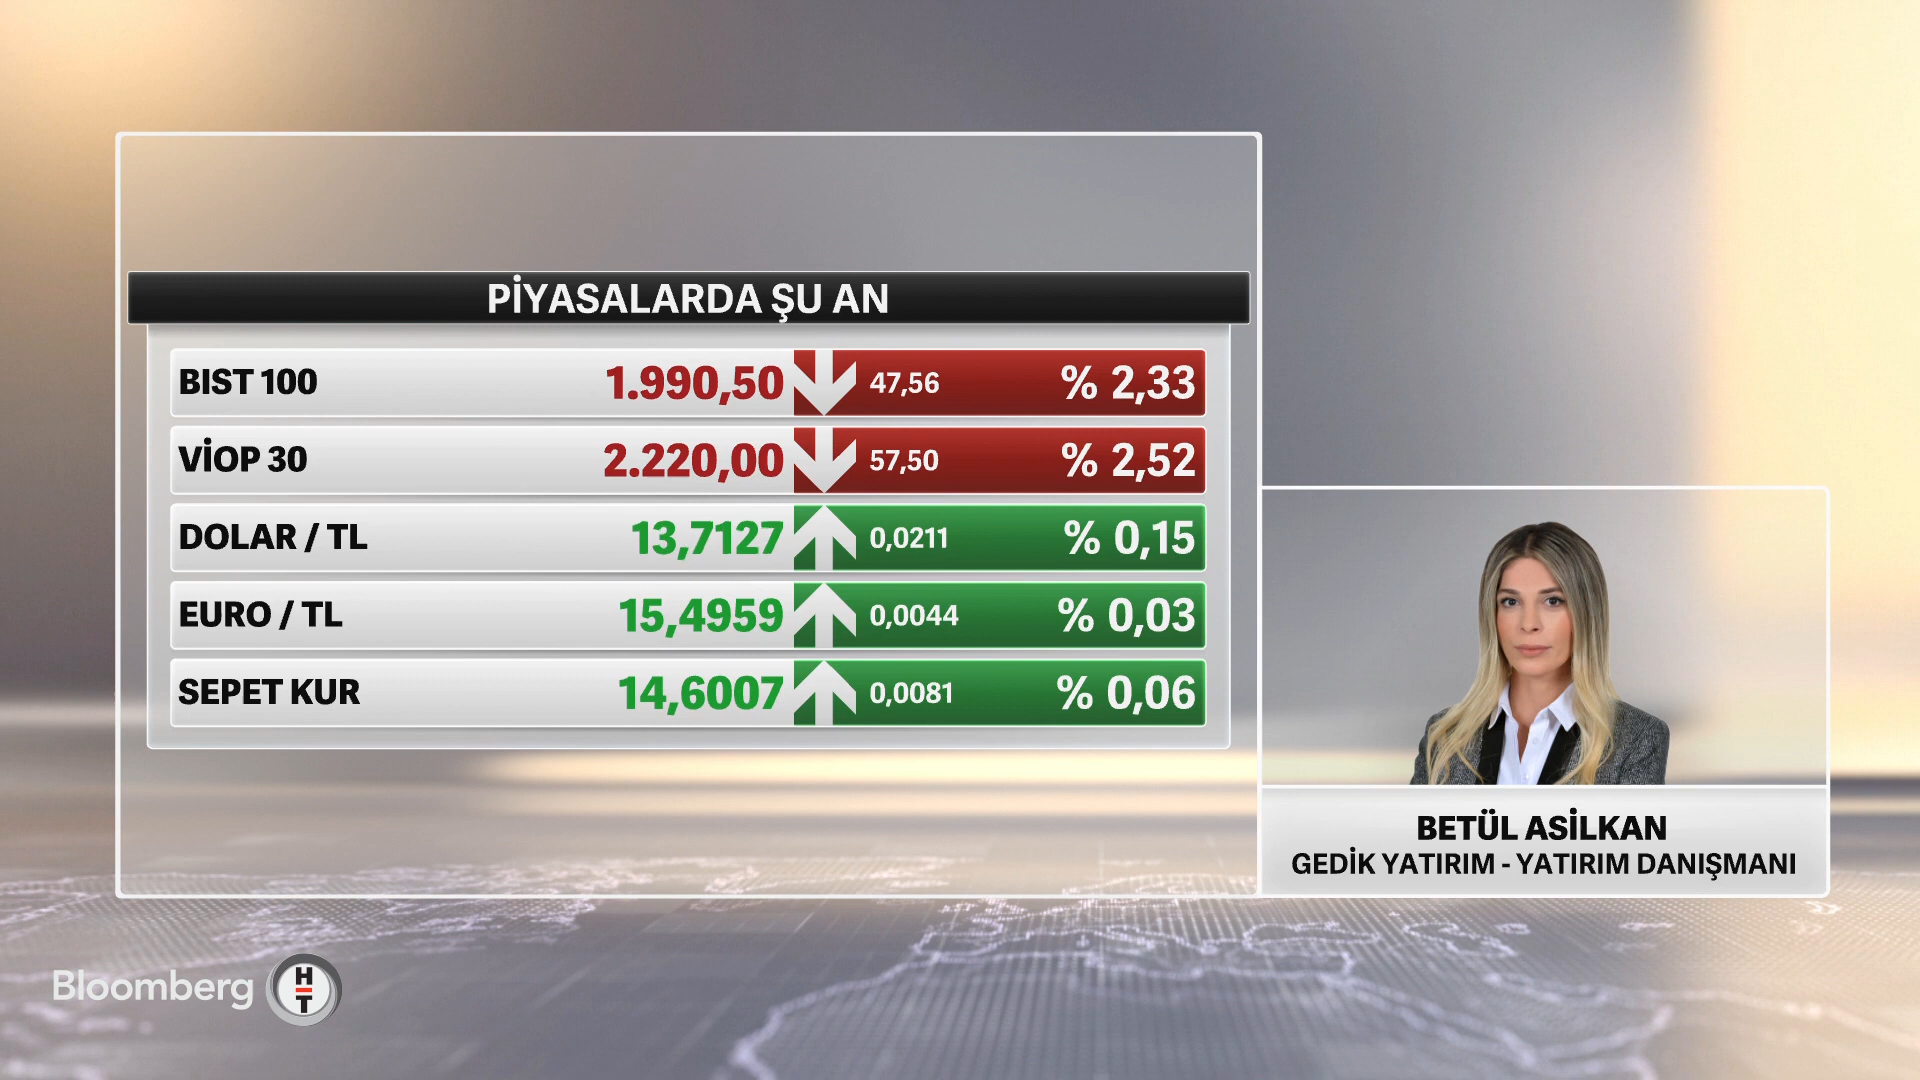 PİYASALARDA ŞU AN
BIST 100 1.990,50 47,56 % 2,33
VİOP 30 2.220,00 57,50 % 2,52
DOLAR / TL 13,7127 0,0211 % 0,15
EURO / TL 15,4959 0,0044 % 0,03
SEPET KUR 14,6007 0,0081 % 0,06
BETÜL ASİLKAN
GEDİK YATIRIM - YATIRIM DANIŞMANI
Bloomberg HT